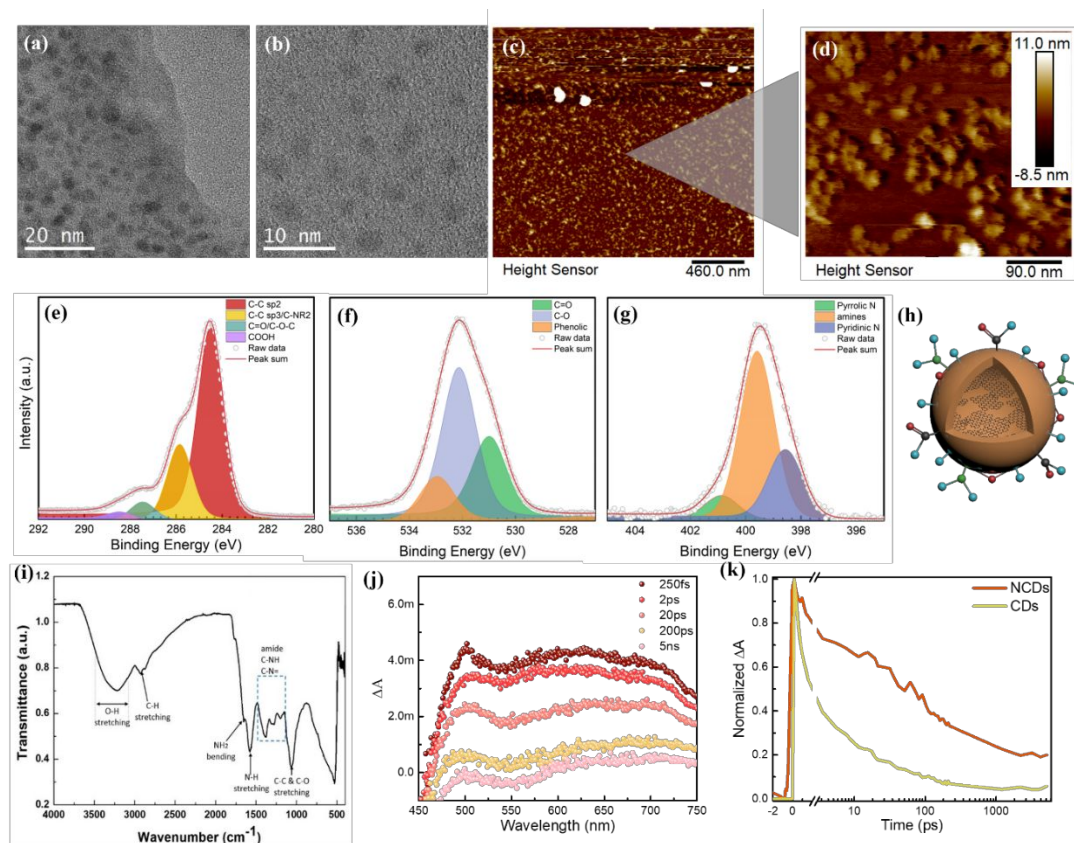 (a)
20 nm
(b)
10 nm
(c)
Height Sensor
460.0 nm
(d)
11.0 nm
-8.5 nm
Height Sensor
90.0 nm
(e)
C-C sp2
C-C sp3/C-NR2
C=O/C-O-C
COOH
Raw data
Peak sum
Intensity (a.u.)
292 290 288 286 284 282 280
Binding Energy (eV)
(f)
C=O
C-O
Phenolic
Raw data
Peak sum
536 534 532 530 528
Binding Energy (eV)
(g)
Pyrrolic N
amines
Pyridinic N
Raw data
Peak sum
404 402 400 398 396
Binding Energy (eV)
(h)
(i)
1.2
1.0
0.8
0.6
0.4
0.2
Transmittance (a.u.)
O-H
stretching
C-H
stretching
NH2
bending
N-H
stretching
amide
C-NH
C-N=
C-C & C-O
stretching
4000 3500 3000 2500 2000 1500 1000 500
Wavenumber (cm-1)
(j)
250fs
2ps
20ps
200ps
5ns
6.0m
4.0m
2.0m
0.0
ΔA
450 500 550 600 650 700 750
Wavelength (nm)
(k)
NCDs
CDs
1.0
0.8
0.6
0.4
0.2
0.0
Normalized ΔA
-2 0 10 100 1000
Time (ps)